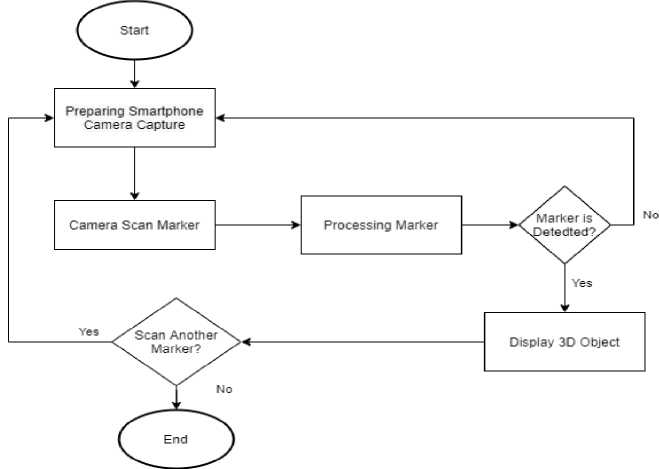 Start
Preparing Smartphone
Camera Capture
Camera Scan Marker
Processing Marker
Marker is
Detedted?
No
Yes
Display 3D Object
Scan Another
Marker?
Yes
No
End